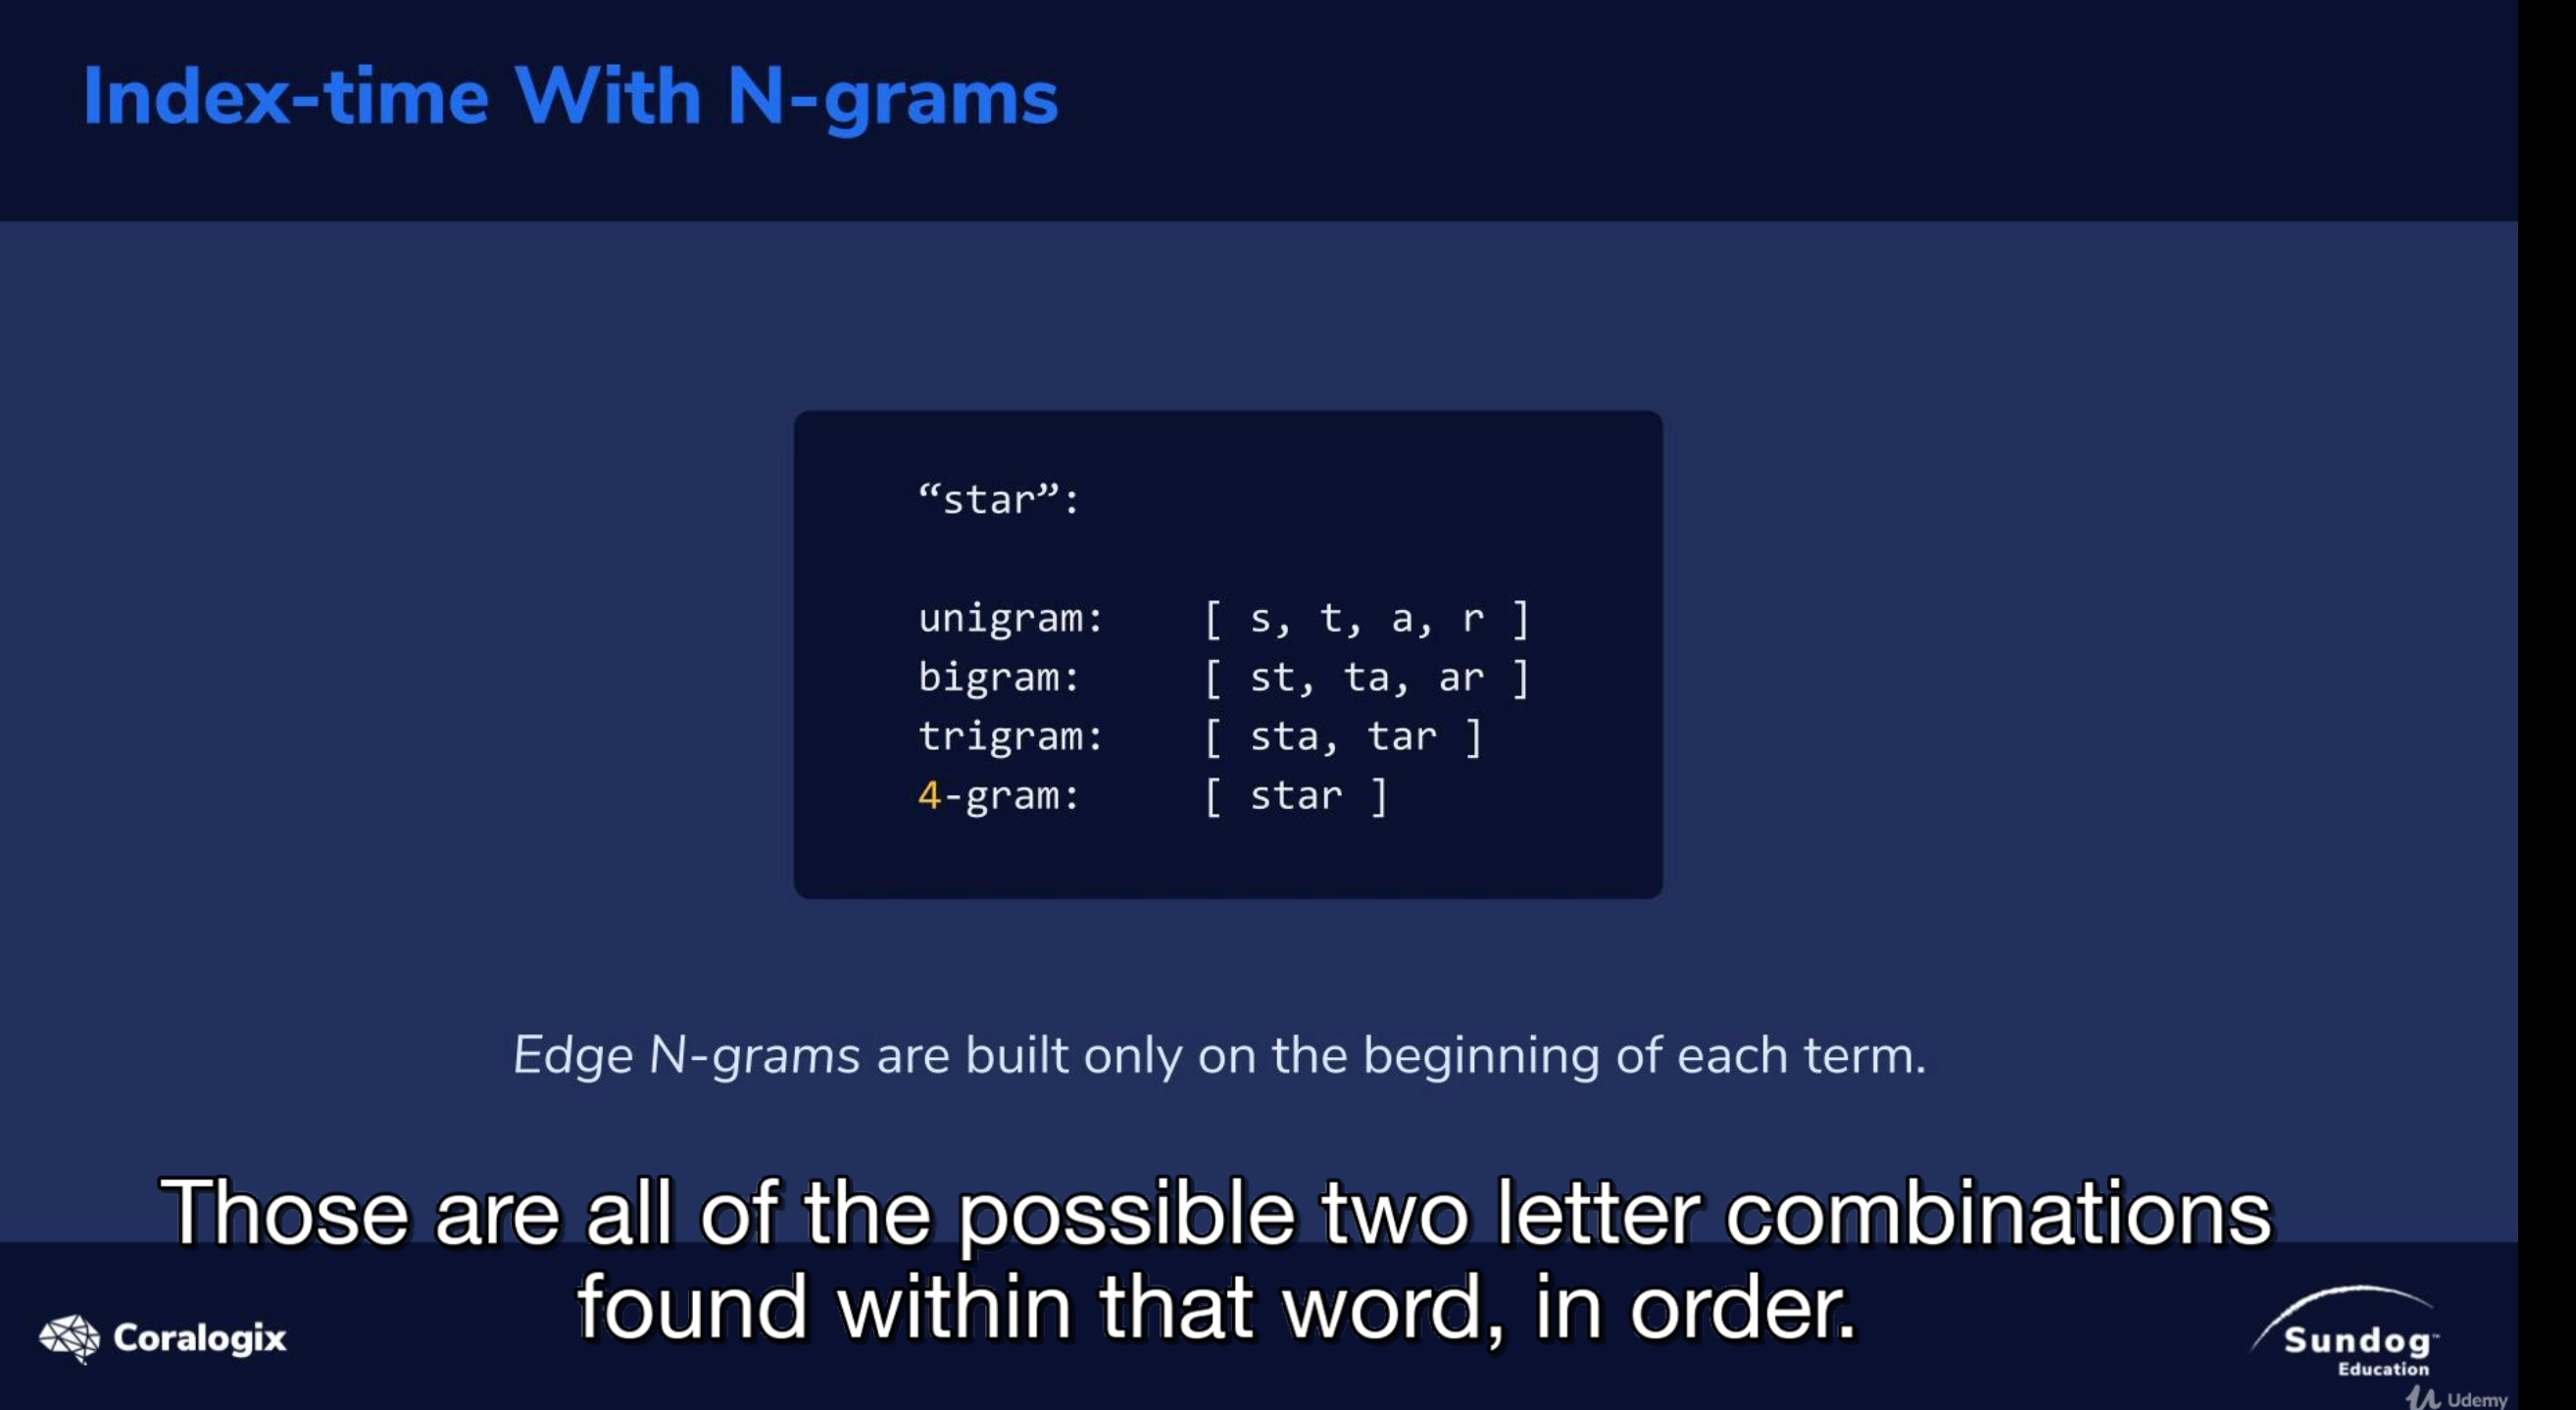 Index-time With N-grams
“star”:
unigram: [ s, t, a, r ]
bigram: [ st, ta, ar ]
trigram: [ sta, tar ]
4-gram: [ star ]
Edge N-grams are built only on the beginning of each term.
Those are all of the possible two letter combinations
found within that word, in order.
Coralogix
Sundog
Education
Udemy